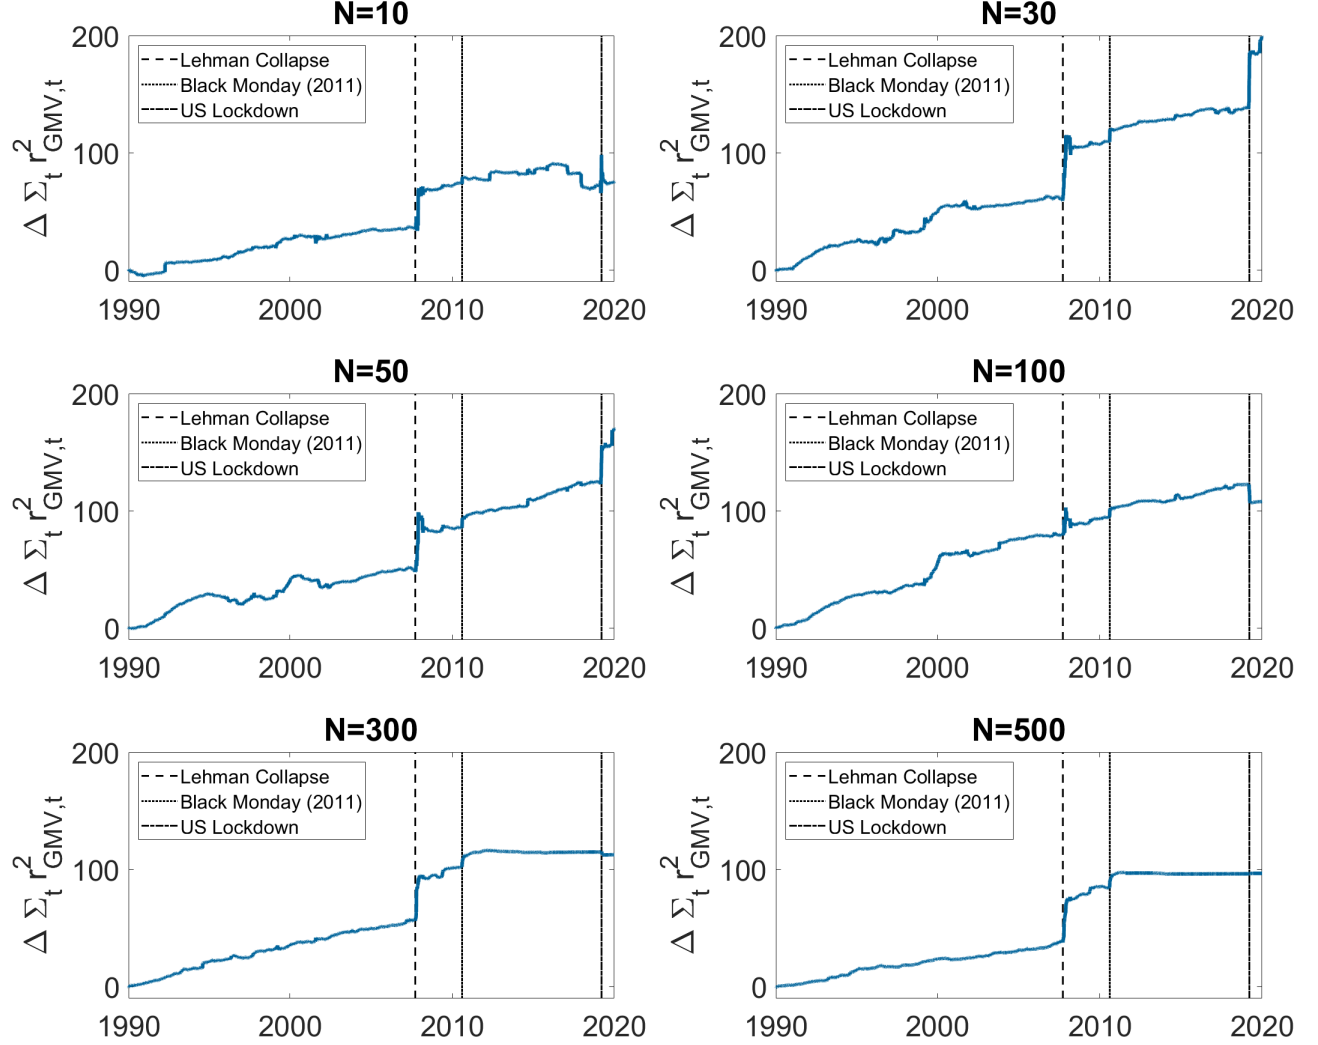 N=10
200
100
0
Δ Σt r²GMV,t
Lehman Collapse
Black Monday (2011)
US Lockdown
1990
2000
2010
2020
N=30
200
100
0
Δ Σt r²GMV,t
Lehman Collapse
Black Monday (2011)
US Lockdown
1990
2000
2010
2020
N=50
200
100
0
Δ Σt r²GMV,t
Lehman Collapse
Black Monday (2011)
US Lockdown
1990
2000
2010
2020
N=100
200
100
0
Δ Σt r²GMV,t
Lehman Collapse
Black Monday (2011)
US Lockdown
1990
2000
2010
2020
N=300
200
100
0
Δ Σt r²GMV,t
Lehman Collapse
Black Monday (2011)
US Lockdown
1990
2000
2010
2020
N=500
200
100
0
Δ Σt r²GMV,t
Lehman Collapse
Black Monday (2011)
US Lockdown
1990
2000
2010
2020